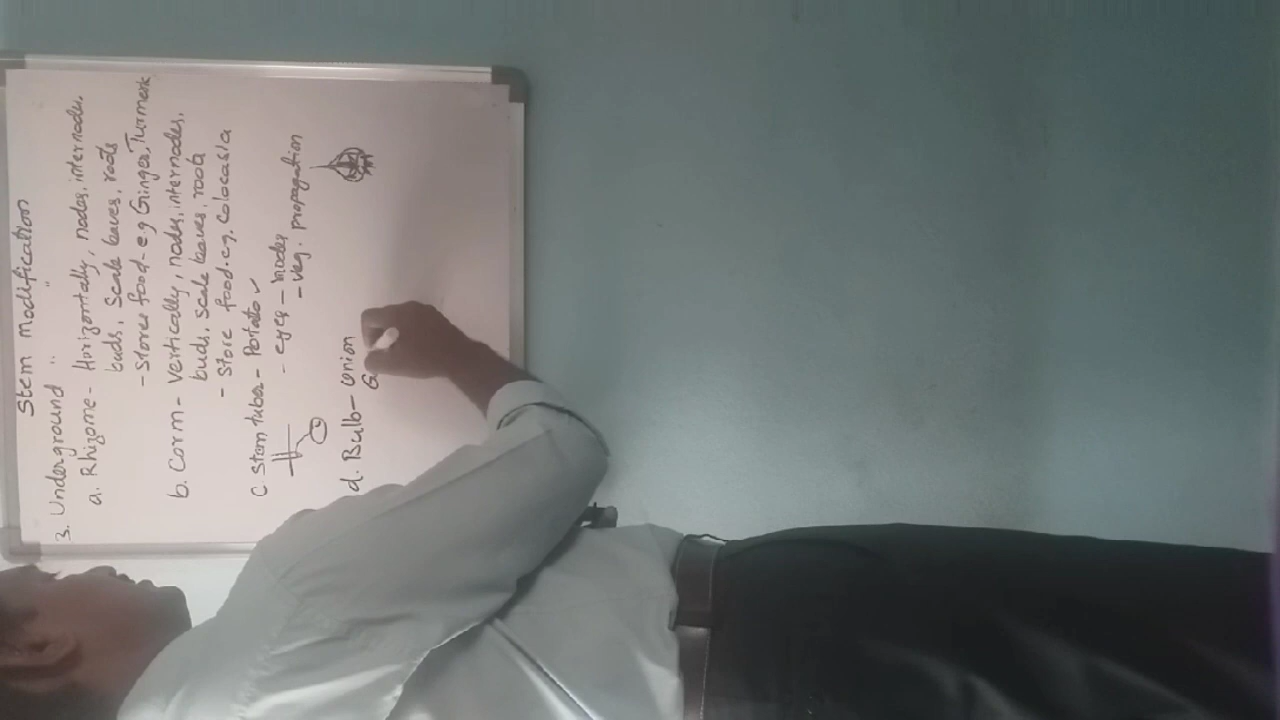 Stem Modification
3. Underground " "
a. Rhizome - Horizontally, nodes, internodes.
buds, Scale leaves, roots
- Stores food - e.g Ginger, Turmeric
b. Corm - Vertically, nodes, internodes,
buds, scale leaves, roots
- Store food. e.g. Colocasia
c. Stem tuber - Potato ✓
- eyes - nodes
- veg. propagation
d. Bulb - Onion
G